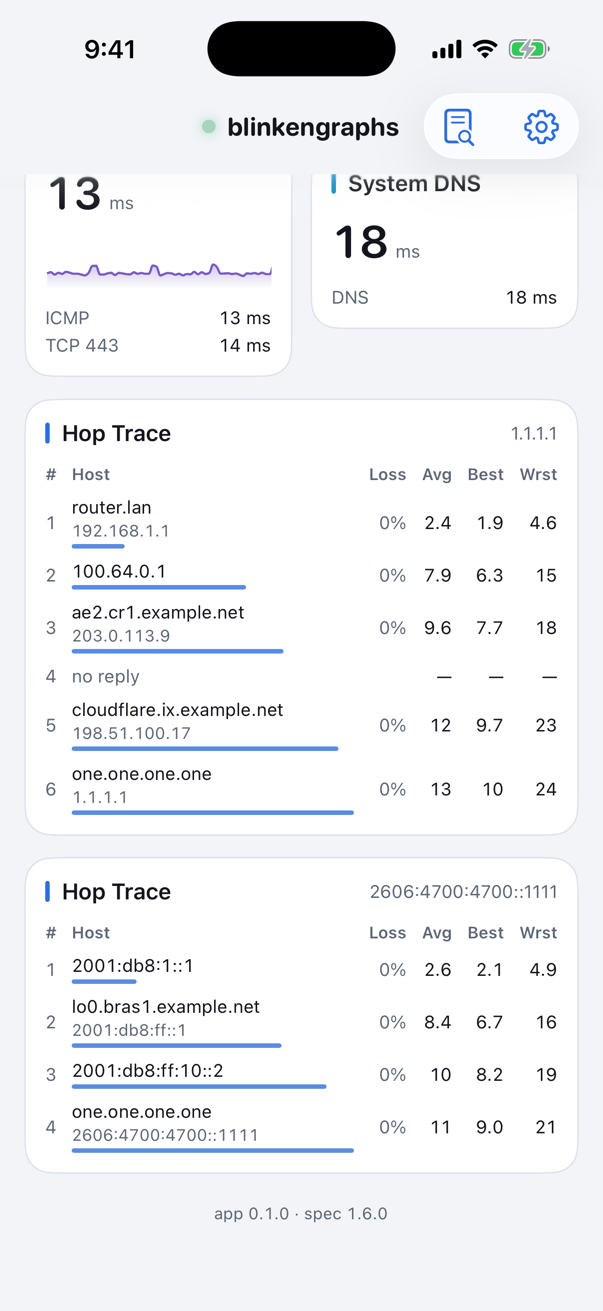 9:41
blinkengraphs
13 ms
ICMP 13 ms
TCP 443 14 ms
System DNS
18 ms
DNS 18 ms
Hop Trace 1.1.1.1
# Host Loss Avg Best Wrst
1 router.lan 0% 2.4 1.9 4.6
192.168.1.1
2 100.64.0.1 0% 7.9 6.3 15
3 ae2.cr1.example.net 0% 9.6 7.7 18
203.0.113.9
4 no reply — — —
5 cloudflare.ix.example.net 0% 12 9.7 23
198.51.100.17
6 one.one.one.one 0% 13 10 24
1.1.1.1
Hop Trace 2606:4700:4700::1111
# Host Loss Avg Best Wrst
1 2001:db8:1::1 0% 2.6 2.1 4.9
2 lo0.bras1.example.net 0% 8.4 6.7 16
2001:db8:ff::1
3 2001:db8:ff:10::2 0% 10 8.2 19
4 one.one.one.one 0% 11 9.0 21
2606:4700:4700::1111
app 0.1.0 · spec 1.6.0